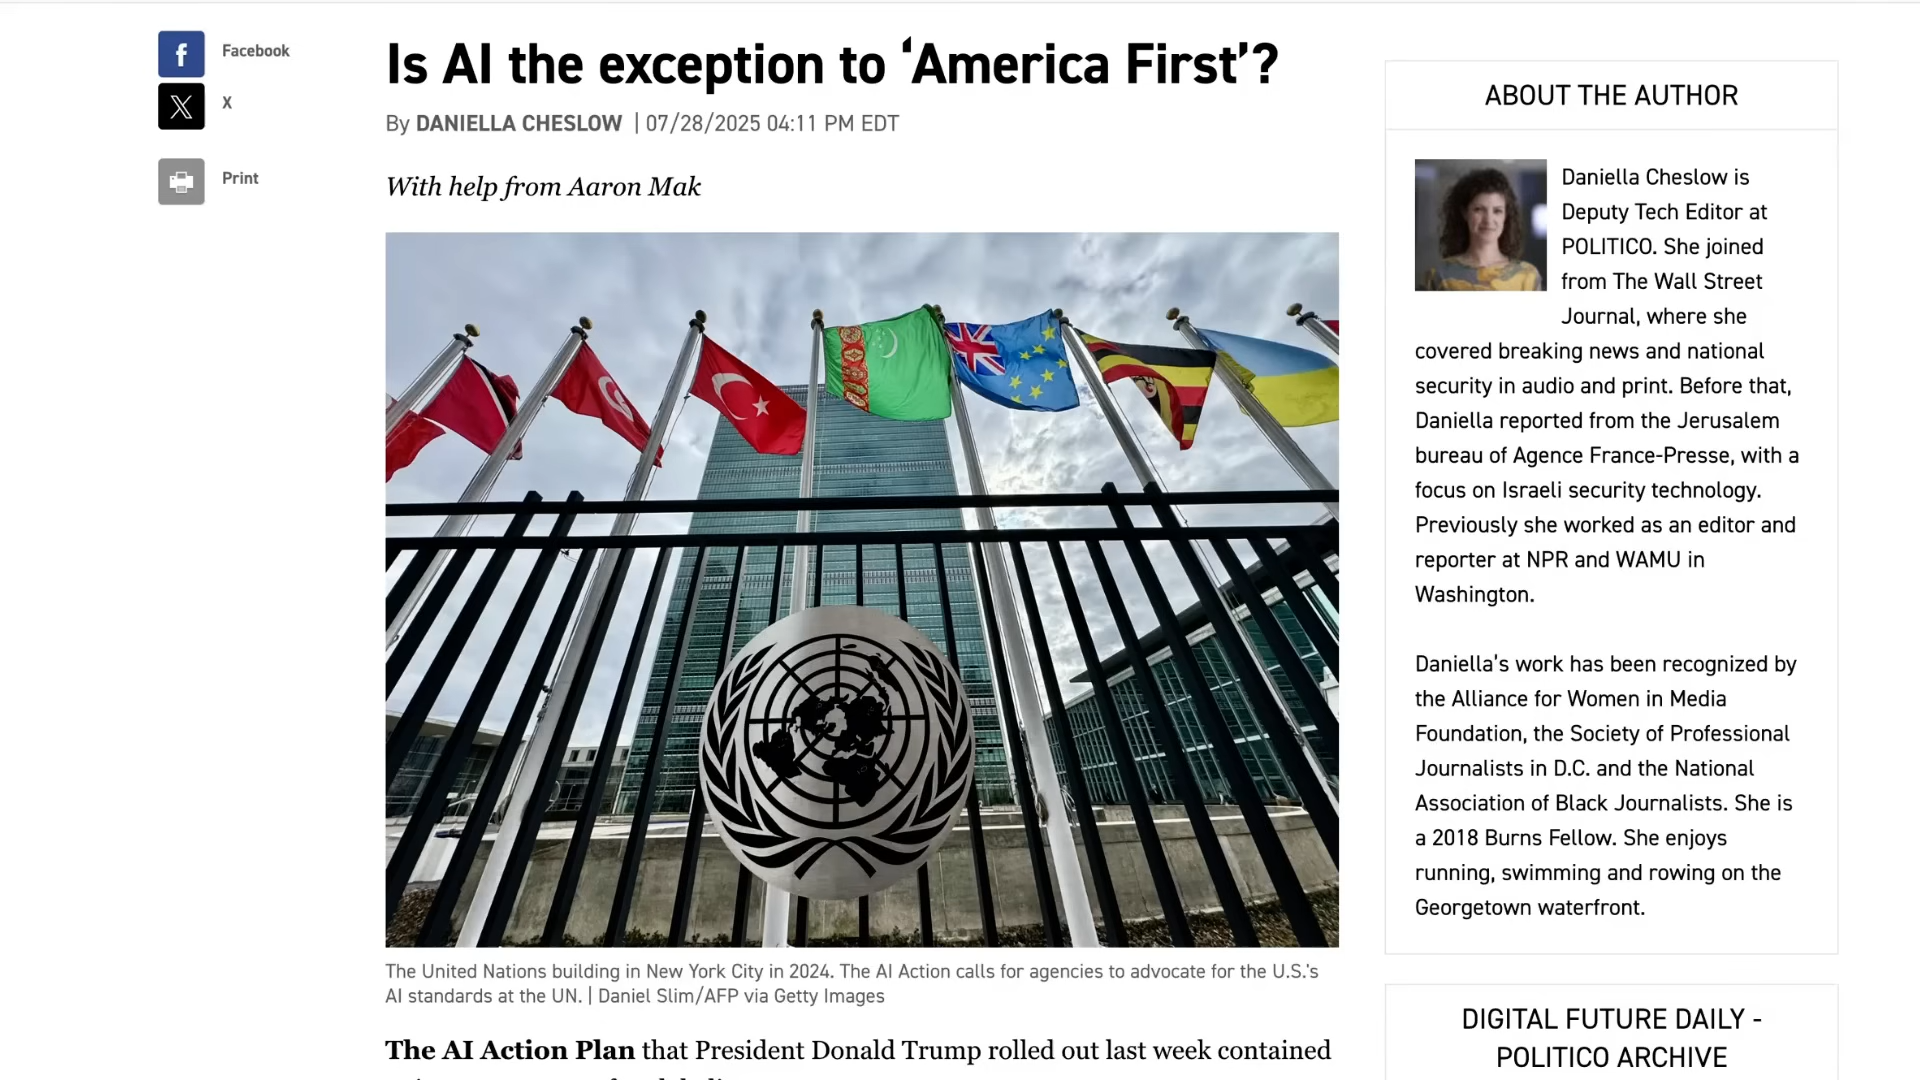 Facebook
X
Print
Is AI the exception to ‘America First’?
By DANIELLA CHESLOW | 07/28/2025 04:11 PM EDT
With help from Aaron Mak
The United Nations building in New York City in 2024. The AI Action calls for agencies to advocate for the U.S.'s
AI standards at the UN. | Daniel Slim/AFP via Getty Images
The AI Action Plan that President Donald Trump rolled out last week contained
ABOUT THE AUTHOR
Daniella Cheslow is
Deputy Tech Editor at
POLITICO. She joined
from The Wall Street
Journal, where she
covered breaking news and national
security in audio and print. Before that,
Daniella reported from the Jerusalem
bureau of Agence France-Presse, with a
focus on Israeli security technology.
Previously she worked as an editor and
reporter at NPR and WAMU in
Washington.
Daniella's work has been recognized by
the Alliance for Women in Media
Foundation, the Society of Professional
Journalists in D.C. and the National
Association of Black Journalists. She is
a 2018 Burns Fellow. She enjoys
running, swimming and rowing on the
Georgetown waterfront.
DIGITAL FUTURE DAILY -
POLITICO ARCHIVE